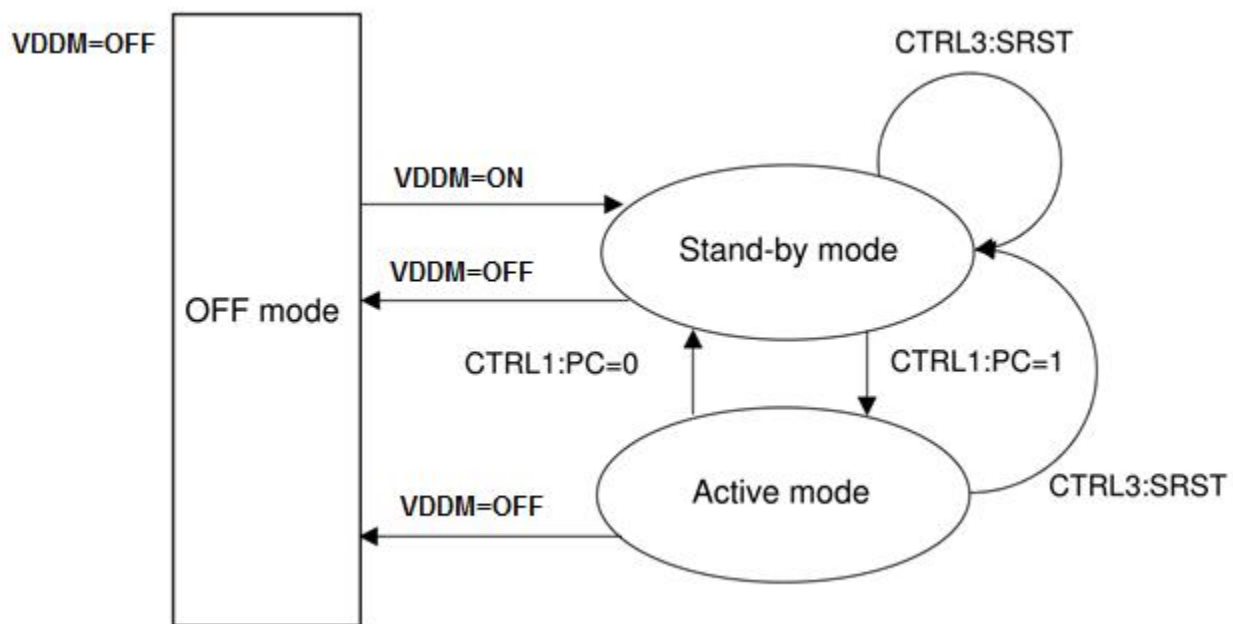 VDDM=OFF
CTRL3:SRST
VDDM=ON
Stand-by mode
VDDM=OFF
OFF mode
CTRL1:PC=0
CTRL1:PC=1
Active mode
CTRL3:SRST
VDDM=OFF